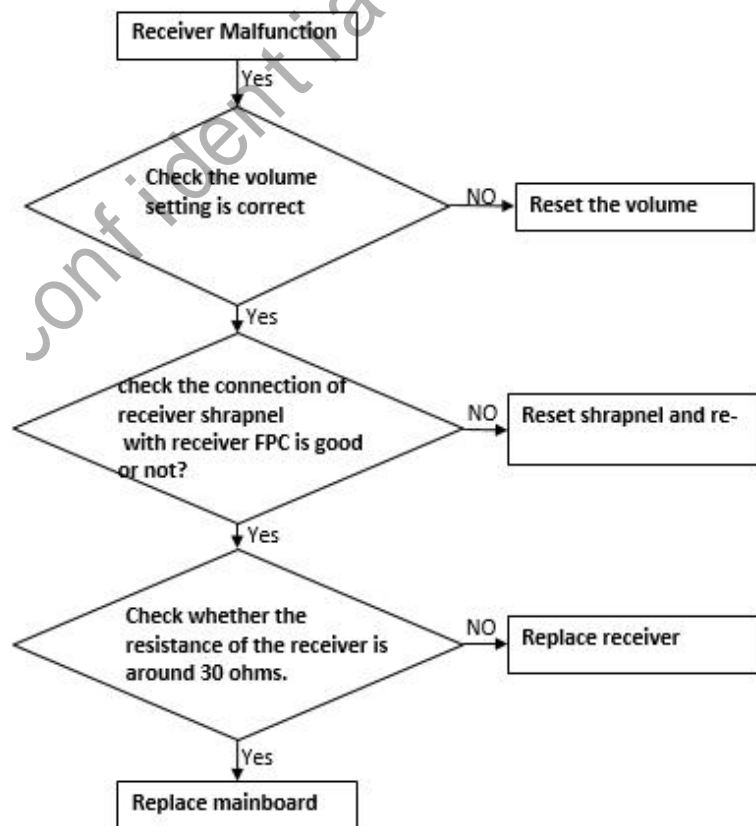 Receiver Malfunction
Yes
Check the volume
setting is correct
NO
Reset the volume
Yes
check the connection of
receiver shrapnel
with receiver FPC is good
or not?
NO
Reset shrapnel and re-
Yes
Check whether the
resistance of the receiver is
around 30 ohms.
NO
Replace receiver
Yes
Replace mainboard